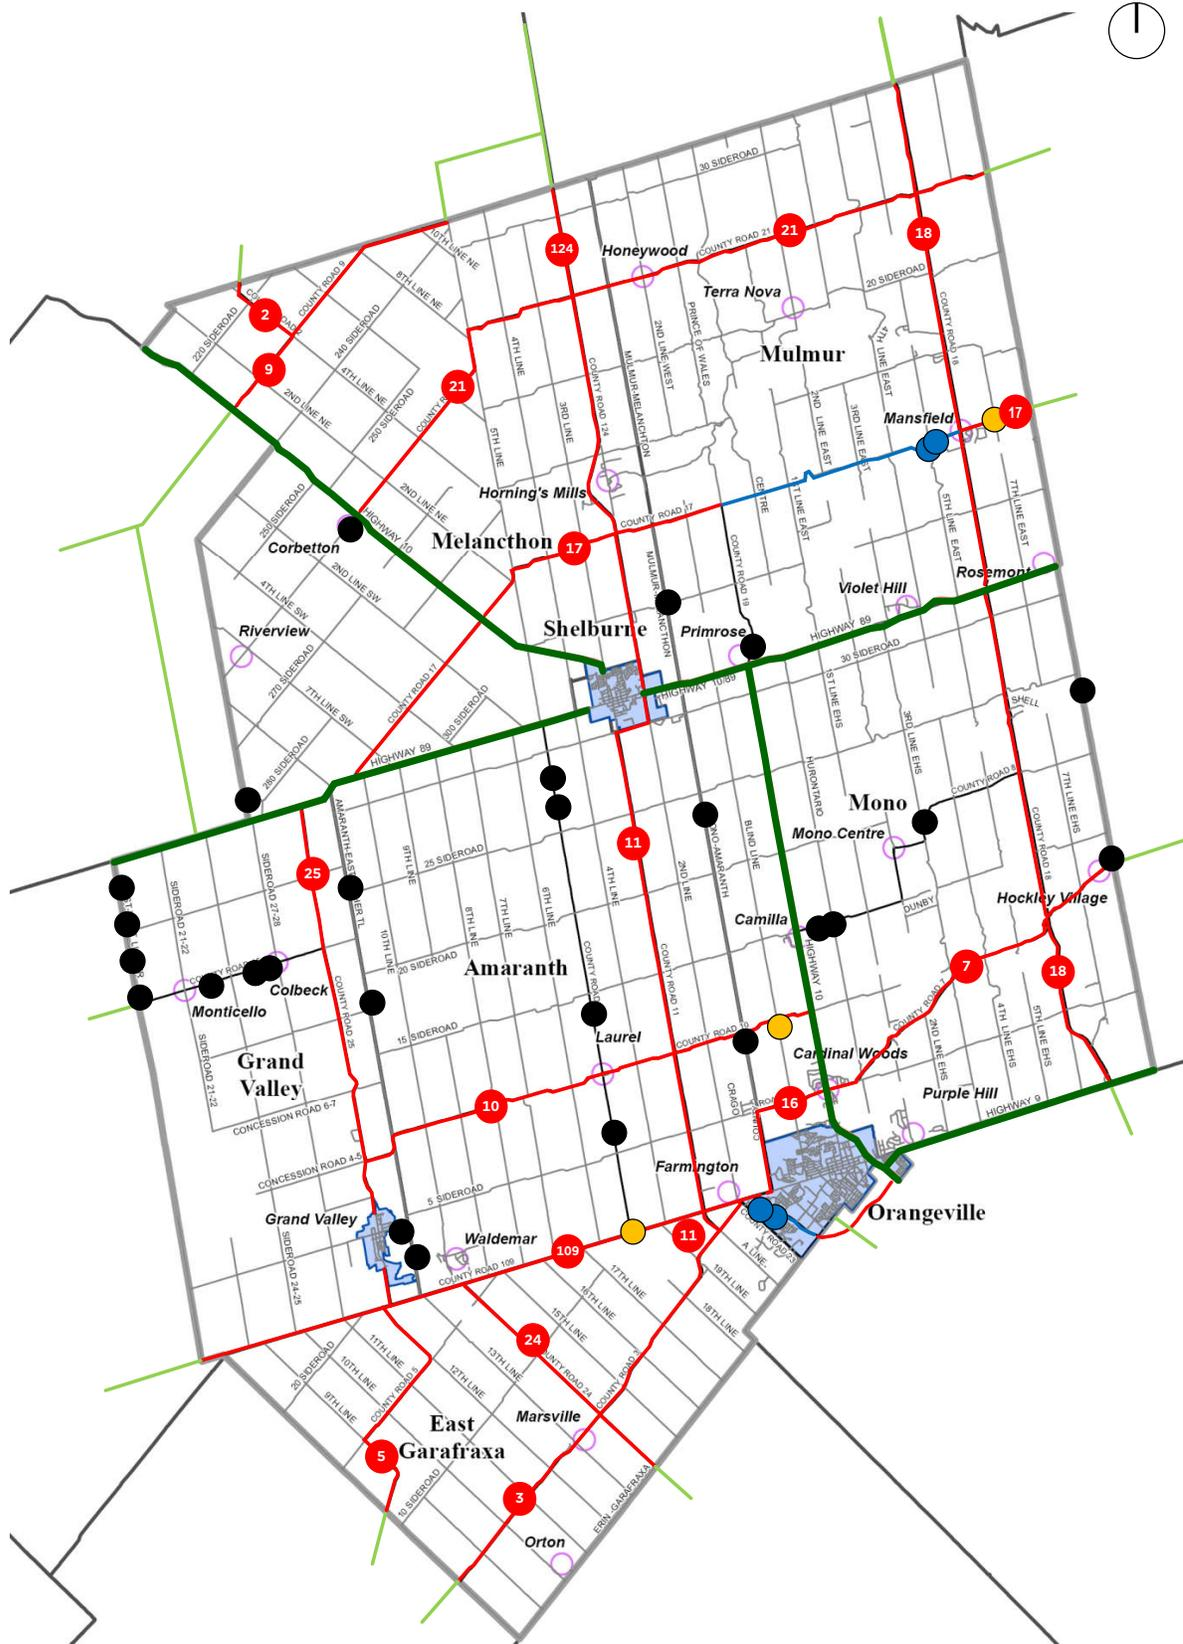 30 SIDEROAD
10TH LINE NE
124
Honeywood
COUNTY ROAD 21
21
18
COUNTY ROAD 9
8TH LINE NE
Terra Nova
20 SIDEROAD
2
220 SIDEROAD
240 SIDEROAD
4TH LINE
2ND LINE WEST
PRINCE OF WALES
Mulmur
4TH LINE EAST
COUNTY ROAD 18
9
4TH LINE NE
21
COUNTY ROAD 124
MULMUR-MELANCTHON
2ND LINE NE
250 SIDEROAD
3RD LINE
2ND LINE EAST
3RD LINE EAST
Mansfield
17
5TH LINE
Horning's Mills
250 SIDEROAD
2ND LINE NE
CENTRE
1ST LINE EAST
5TH LINE EAST
7TH LINE EAST
HIGHWAY 10
COUNTY ROAD 17
Corbetton
Melancthon
17
2ND LINE SW
COUNTY ROAD 19
Rosemont
4TH LINE SW
Violet Hill
Riverview
Shelburne
Primrose
HIGHWAY 89
30 SIDEROAD
270 SIDEROAD
COUNTY ROAD 17
7TH LINE SW
300 SIDEROAD
HIGHWAY 10/89
1ST LINE EHS
SHELL
3RD LINE EHS
280 SIDEROAD
HIGHWAY 89
HURONTARIO
COUNTY ROAD 8
7TH LINE EHS
Mono
Mono Centre
11
BLIND LINE
COUNTY ROAD 18
25
9TH LINE
25 SIDEROAD
4TH LINE
2ND LINE
SIDEROAD 27-28
SIDEROAD 21-22
6TH LINE
7TH LINE
8TH LINE
DUNBY
Hockley Village
Camilla
10TH LINE
20 SIDEROAD
Amaranth
HIGHWAY 10
7
18
Colbeck
Monticello
COUNTY ROAD 25
COUNTY ROAD 11
COUNTY ROAD 7
15 SIDEROAD
Laurel
COUNTY ROAD 10
2ND LINE EHS
4TH LINE EHS
5TH LINE EHS
SIDEROAD 21-22
Grand
Valley
Cardinal Woods
10
CRAGO
16
Purple Hill
HIGHWAY 9
CONCESSION ROAD 6-7
CONCESSION ROAD 4-5
Farmington
5 SIDEROAD
Grand Valley
Waldemar
Orangeville
109
11
COUNTY ROAD 23
A LINE
SIDEROAD 24-25
COUNTY ROAD 109
17TH LINE
19TH LINE
16TH LINE
18TH LINE
15TH LINE
24
20 SIDEROAD
11TH LINE
10TH LINE
13TH LINE
12TH LINE
COUNTY ROAD 24
COUNTY ROAD 3
COUNTY ROAD 5
9TH LINE
Marsville
East
Garafraxa
5
10 SIDEROAD
3
ERIN -GARAFRAXA
Orton